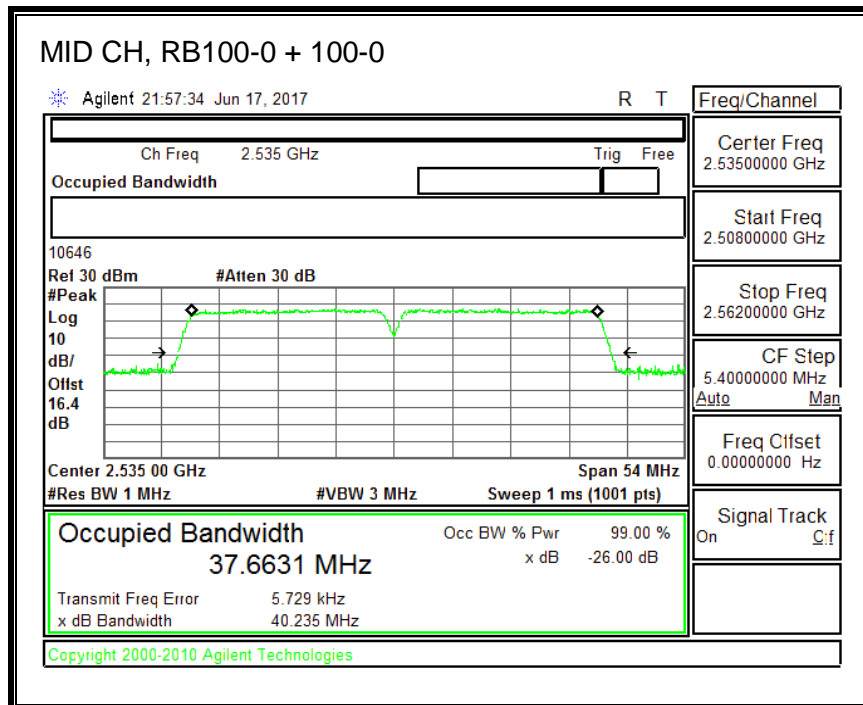 MID CH, RB100-0 + 100-0
Agilent 21:57:34 Jun 17, 2017 R T
Freq/Channel
Ch Freq 2.535 GHz Trig Free
Occupied Bandwidth
Center Freq
2.53500000 GHz
Start Freq
2.50800000 GHz
Stop Freq
2.56200000 GHz
CF Step
5.40000000 MHz
Auto Man
Freq Offset
0.00000000 Hz
Signal Track
On Off
10646
Ref 30 dBm #Atten 30 dB
#Peak
Log
10
dB/
Offst
16.4
dB
Center 2.535 00 GHz Span 54 MHz
#Res BW 1 MHz #VBW 3 MHz Sweep 1 ms (1001 pts)
Occupied Bandwidth Occ BW % Pwr 99.00 %
37.6631 MHz x dB -26.00 dB
Transmit Freq Error 5.729 kHz
x dB Bandwidth 40.235 MHz
Copyright 2000-2010 Agilent Technologies